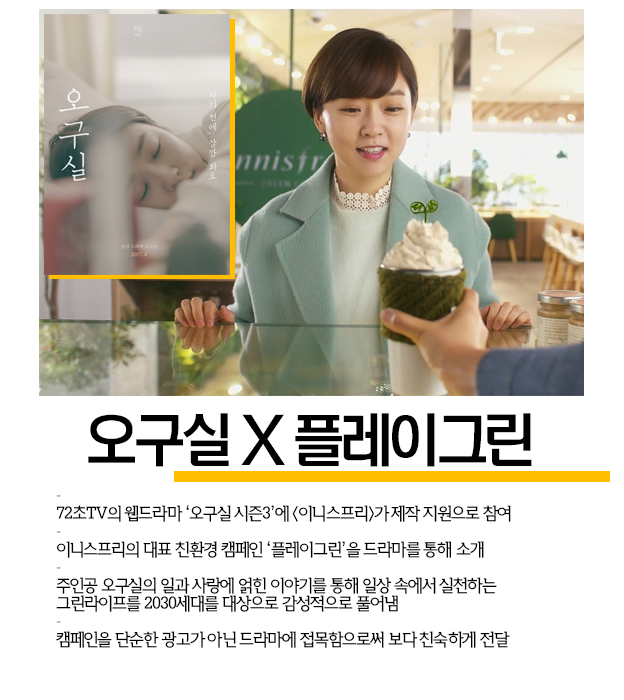 오구실
자기 전에, 잠깐 봐요
2017. 4
innisfr
오구실 X 플레이그린
72초TV의 웹드라마 ‘오구실 시즌3’에 <이니스프리>가 제작 지원으로 참여
이니스프리의 대표 친환경 캠페인 ‘플레이그린’을 드라마를 통해 소개
주인공 오구실의 일과 사랑에 얽힌 이야기를 통해 일상 속에서 실천하는
그린라이프를 2030세대를 대상으로 감성적으로 풀어냄
캠페인을 단순한 광고가 아닌 드라마에 접목함으로써 보다 친숙하게 전달